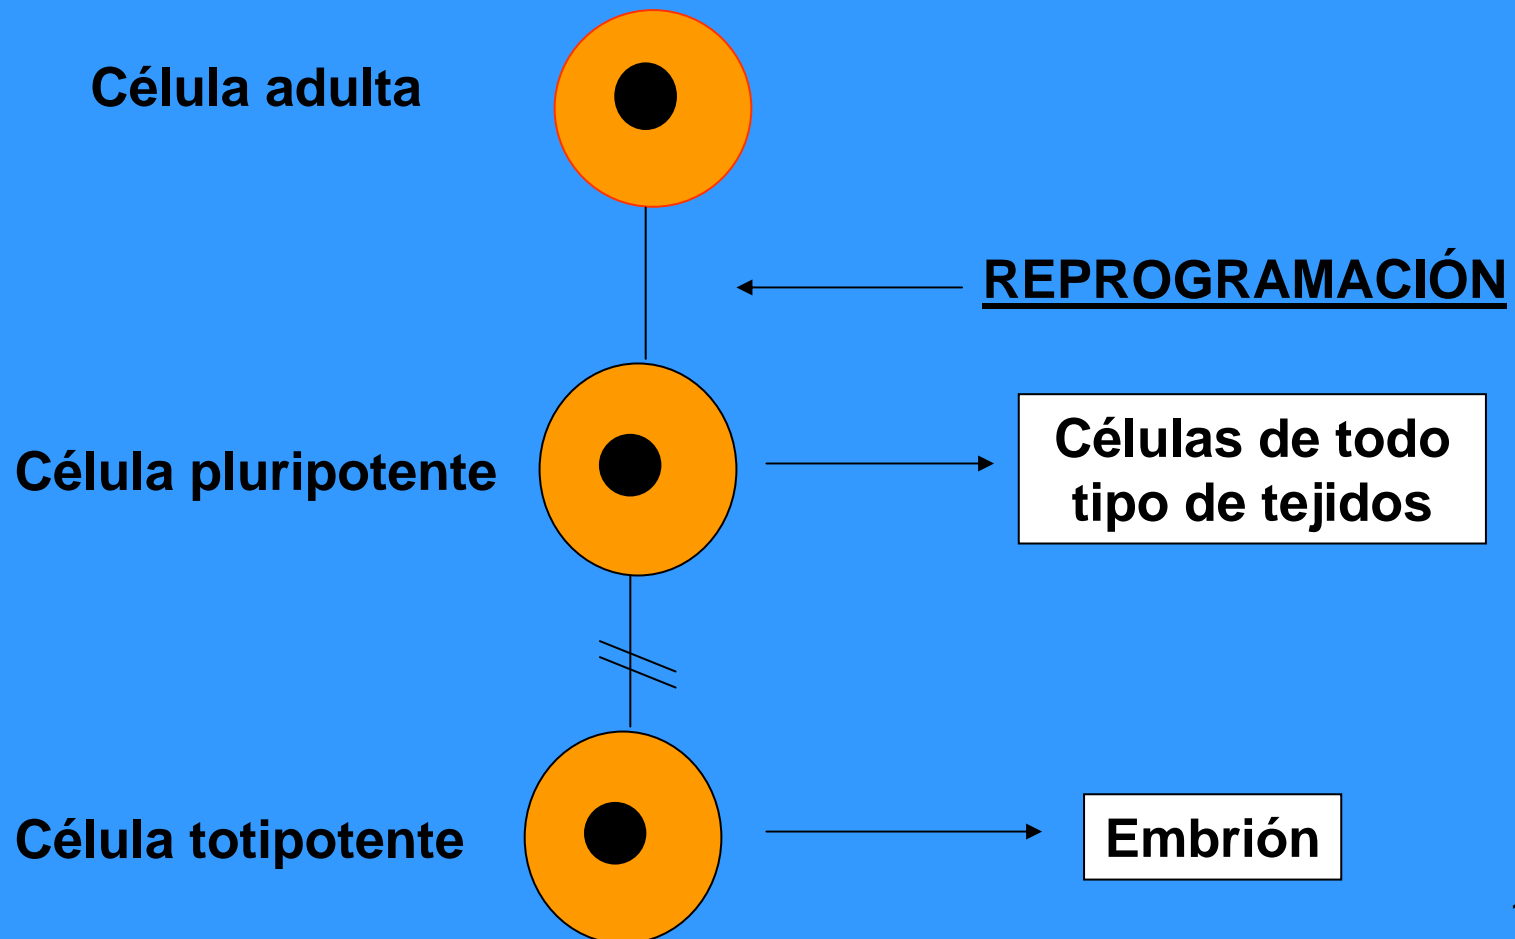 Célula adulta
REPROGRAMACIÓN
Células de todo
tipo de tejidos
Célula pluripotente
Célula totipotente
Embrión